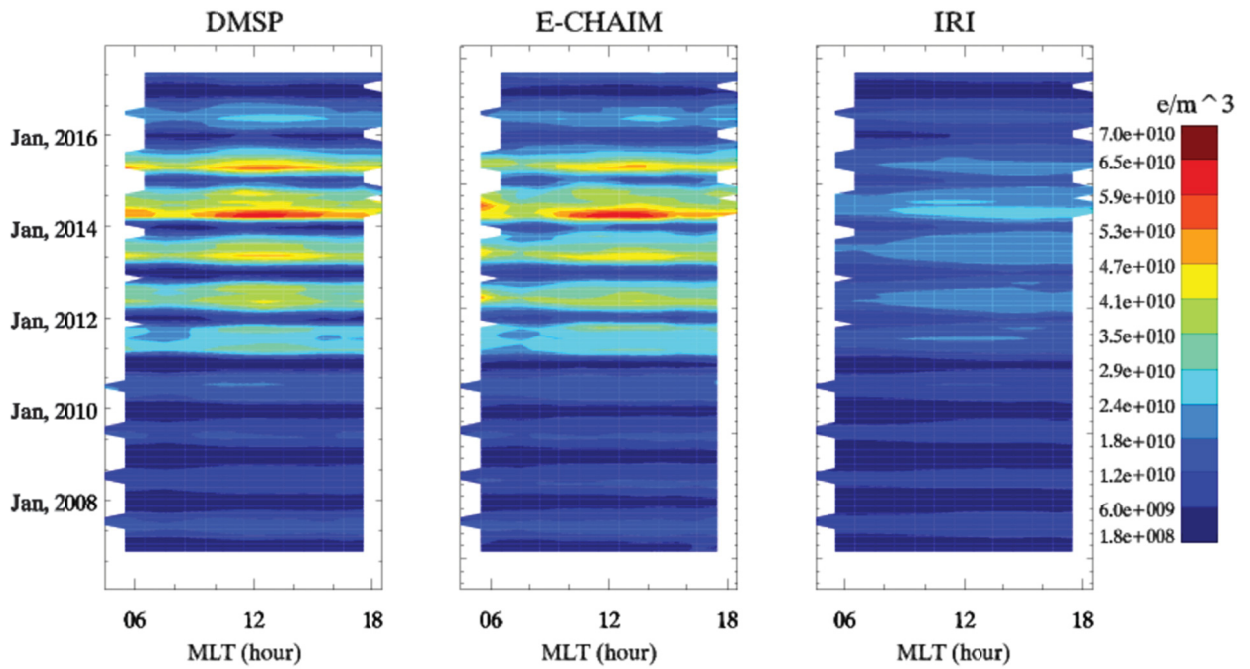 DMSP
E-CHAIM
IRI
e/m^3
Jan, 2016
Jan, 2014
Jan, 2012
Jan, 2010
Jan, 2008
7.0e+010
6.5e+010
5.9e+010
5.3e+010
4.7e+010
4.1e+010
3.5e+010
2.9e+010
2.4e+010
1.8e+010
1.2e+010
6.0e+009
1.8e+008
06 12 18
06 12 18
06 12 18
MLT (hour)
MLT (hour)
MLT (hour)